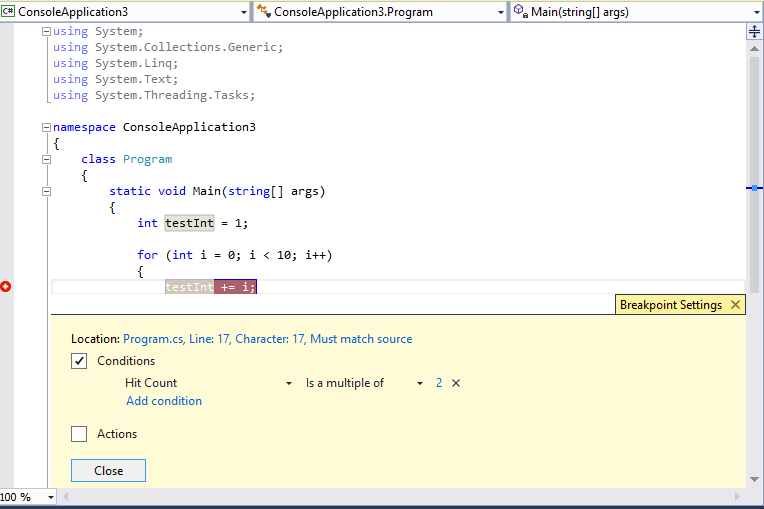 C# ConsoleApplication3 ConsoleApplication3.Program Main(string[] args)
using System;
using System.Collections.Generic;
using System.Linq;
using System.Text;
using System.Threading.Tasks;
namespace ConsoleApplication3
{
class Program
{
static void Main(string[] args)
{
int testInt = 1;
for (int i = 0; i < 10; i++)
{
testInt += i;
Breakpoint Settings
Location: Program.cs, Line: 17, Character: 17, Must match source
Conditions
Hit Count Is a multiple of 2
Add condition
Actions
Close
100 %